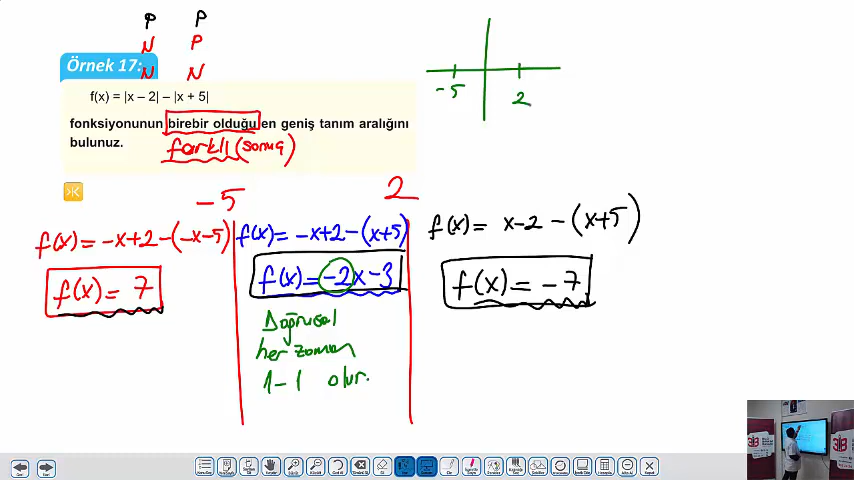 P P
N P
N N
Örnek 17:
f(x) = |x – 2| – |x + 5|
fonksiyonunun birebir olduğu en geniş tanım aralığını
bulunuz.
farklı (sonuç)
-5 2
-5 2
f(x) = -x+2-(-x-5)
f(x) = 7
f(x) = -x+2-(x+5)
f(x) = -2x-3
Doğrusal
her zaman
1-1 olur.
f(x) = x-2 -(x+5)
f(x) = -7